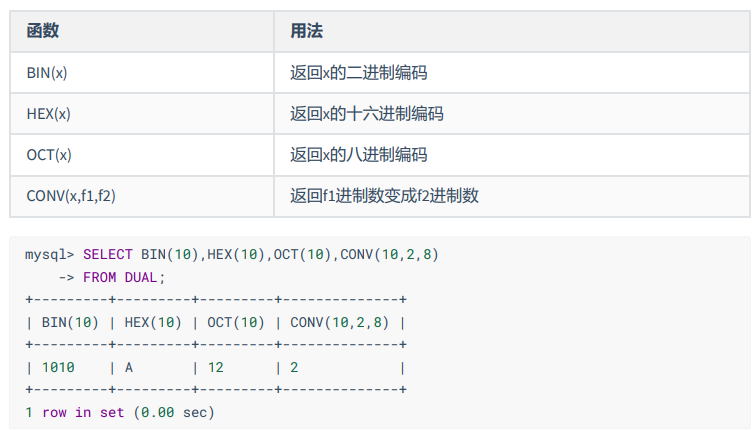 函数 用法
BIN(x) 返回x的二进制编码
HEX(x) 返回x的十六进制编码
OCT(x) 返回x的八进制编码
CONV(x,f1,f2) 返回f1进制数变成f2进制数
mysql> SELECT BIN(10),HEX(10),OCT(10),CONV(10,2,8)
    -> FROM DUAL;
+---------+---------+---------+--------------+
| BIN(10) | HEX(10) | OCT(10) | CONV(10,2,8) |
+---------+---------+---------+--------------+
| 1010    | A       | 12      | 2            |
+---------+---------+---------+--------------+
1 row in set (0.00 sec)